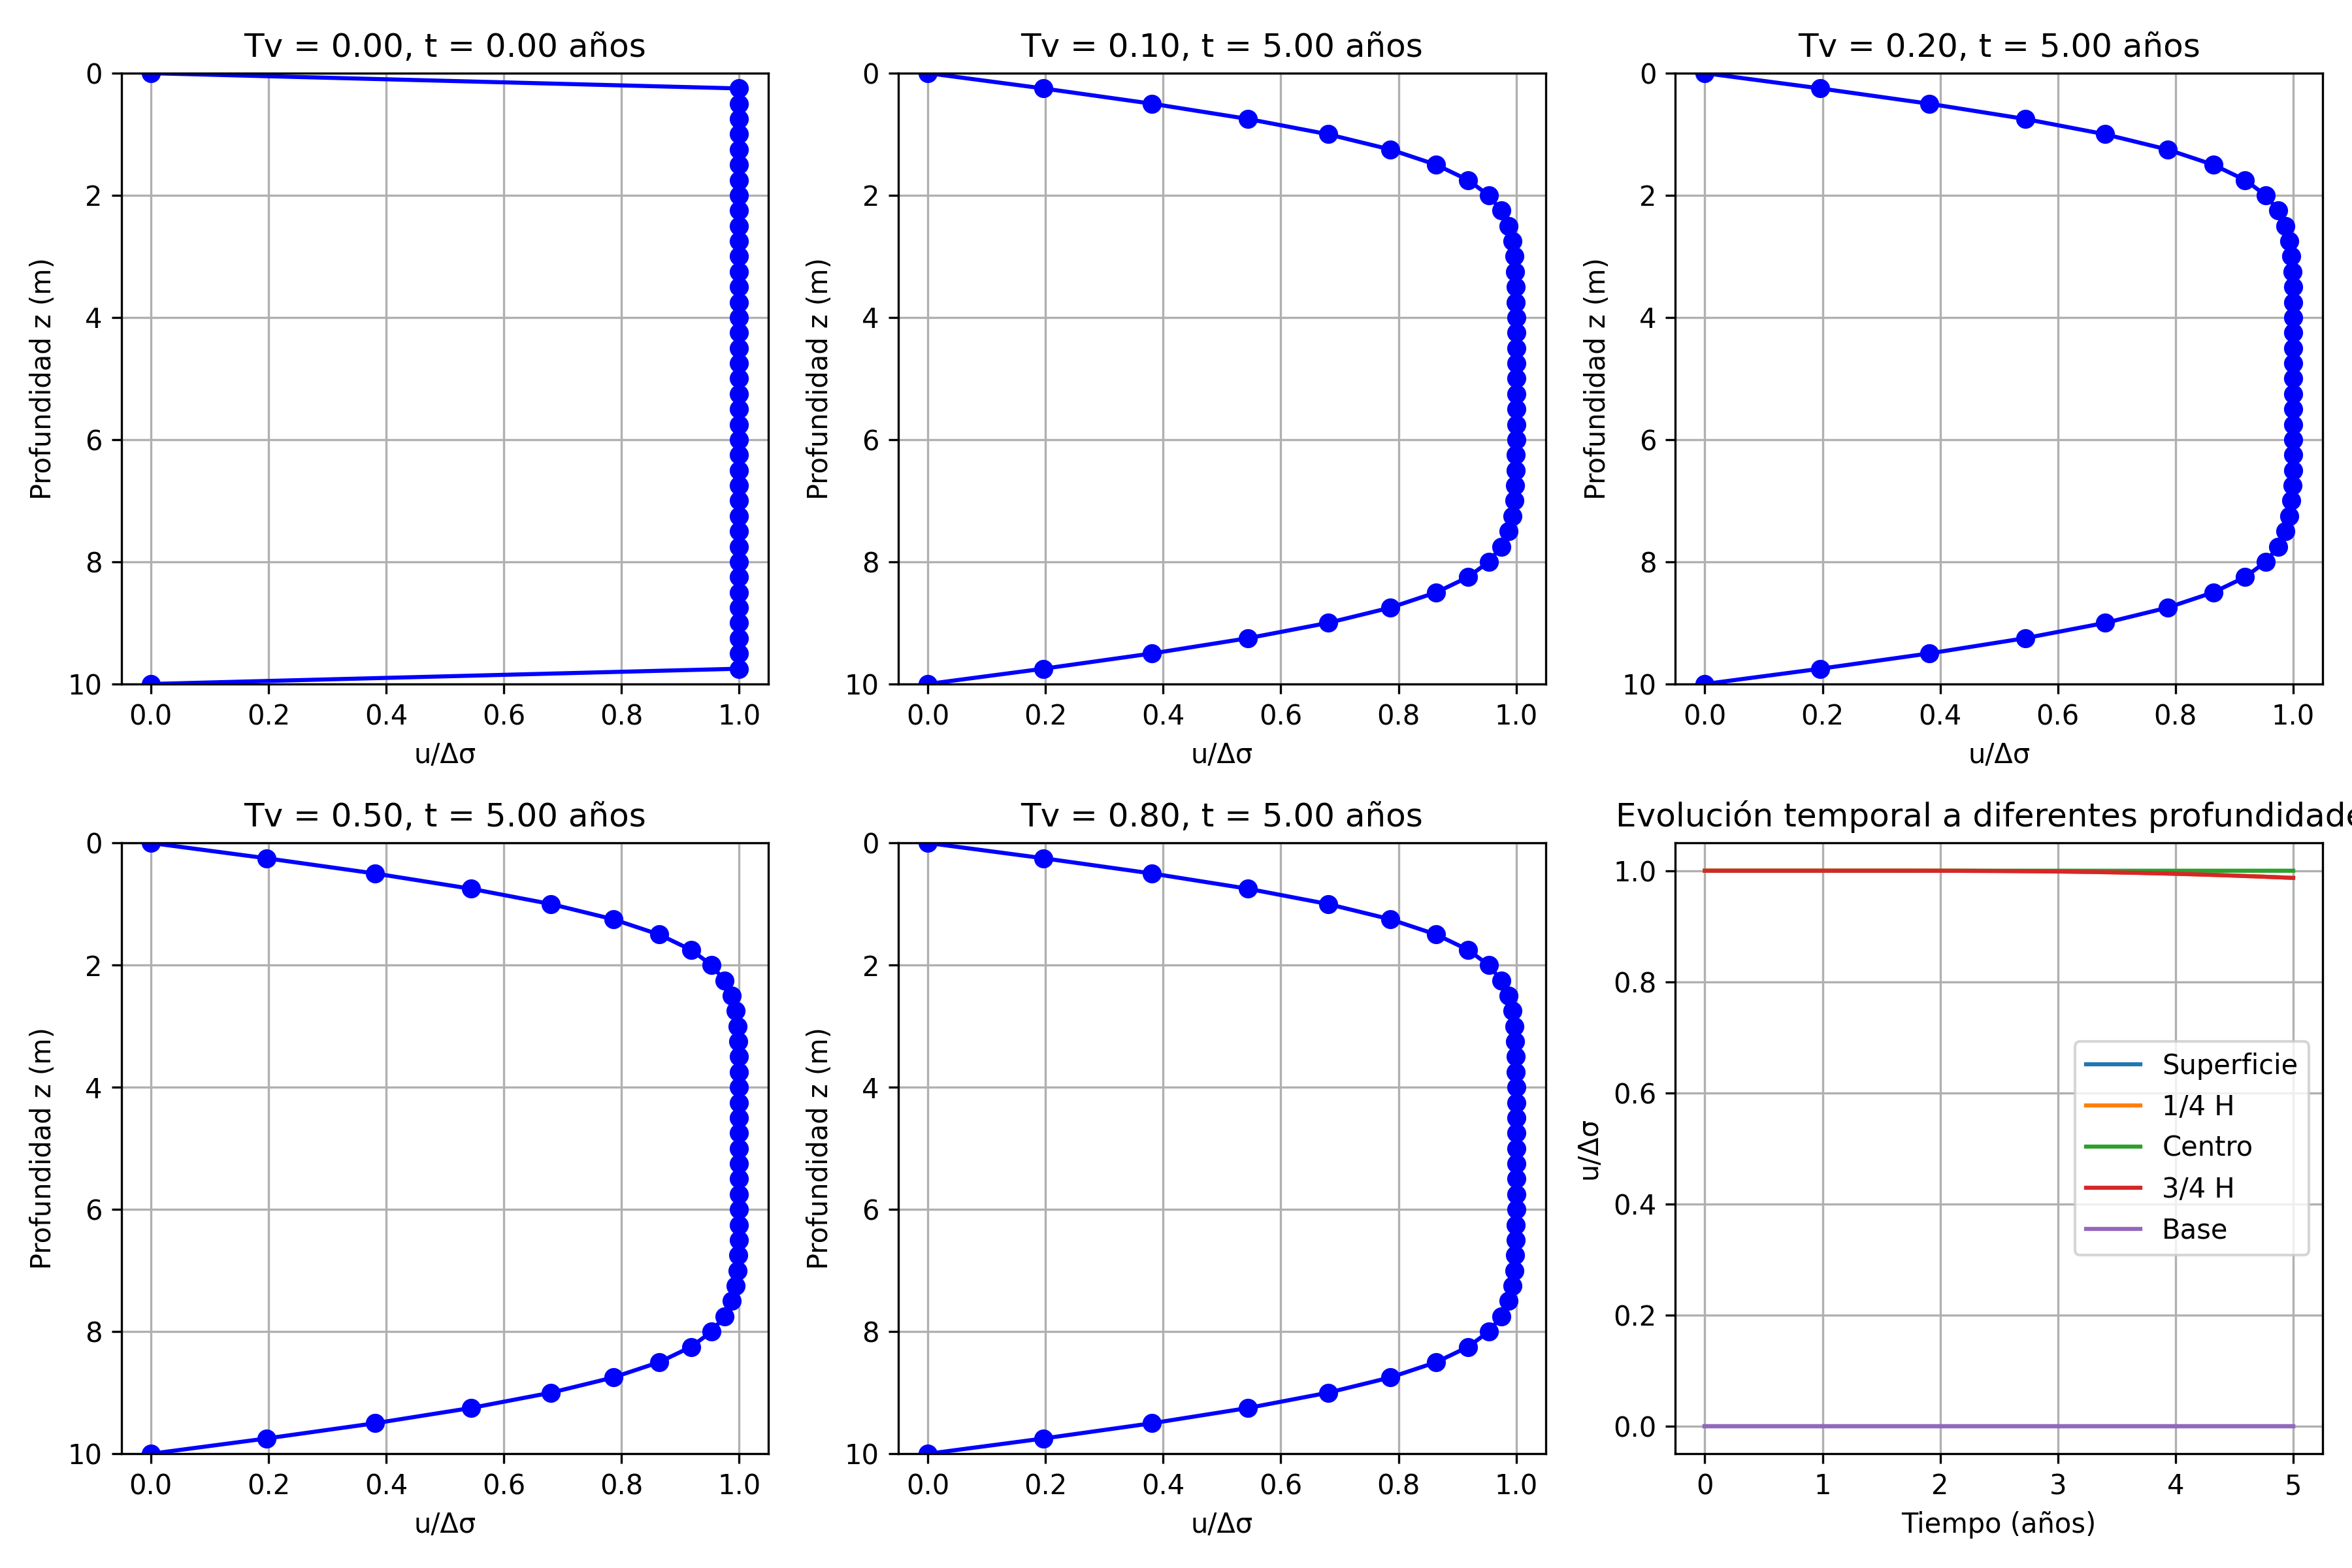 Tv = 0.00, t = 0.00 años
Profundidad z (m)
0
2
4
6
8
10
0.0 0.2 0.4 0.6 0.8 1.0
u/Δσ
Tv = 0.10, t = 5.00 años
Profundidad z (m)
0
2
4
6
8
10
0.0 0.2 0.4 0.6 0.8 1.0
u/Δσ
Tv = 0.20, t = 5.00 años
Profundidad z (m)
0
2
4
6
8
10
0.0 0.2 0.4 0.6 0.8 1.0
u/Δσ
Tv = 0.50, t = 5.00 años
Profundidad z (m)
0
2
4
6
8
10
0.0 0.2 0.4 0.6 0.8 1.0
u/Δσ
Tv = 0.80, t = 5.00 años
Profundidad z (m)
0
2
4
6
8
10
0.0 0.2 0.4 0.6 0.8 1.0
u/Δσ
Evolución temporal a diferentes profundidade
u/Δσ
1.0
0.8
0.6
0.4
0.2
0.0
Superficie
1/4 H
Centro
3/4 H
Base
0 1 2 3 4 5
Tiempo (años)